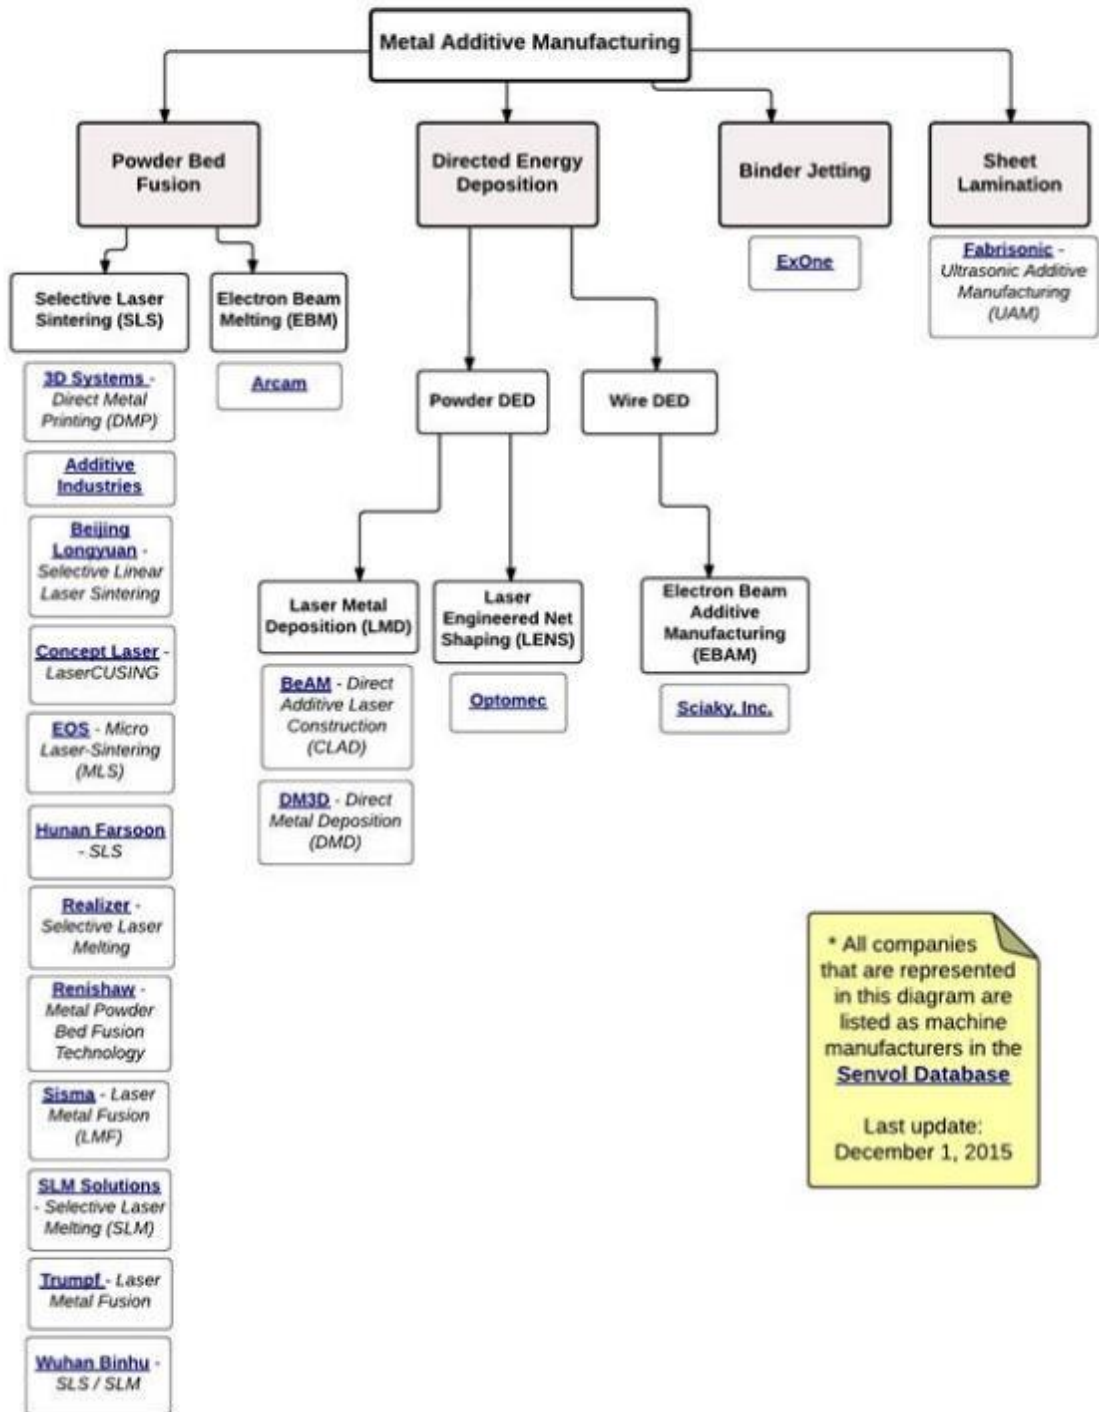 Metal Additive Manufacturing
Powder Bed
Fusion
Directed Energy
Deposition
Binder Jetting
Sheet
Lamination
Selective Laser
Sintering (SLS)
Electron Beam
Melting (EBM)
ExOne
Fabrisonic -
Ultrasonic Additive
Manufacturing
(UAM)
3D Systems -
Direct Metal
Printing (DMP)
Arcam
Powder DED
Wire DED
Additive
Industries
Beijing
Longyuan -
Selective Linear
Laser Sintering
Laser Metal
Deposition (LMD)
Laser
Engineered Net
Shaping (LENS)
Electron Beam
Additive
Manufacturing
(EBAM)
Concept Laser -
LaserCUSING
BeAM - Direct
Additive Laser
Construction
(CLAD)
Optomec
Sciaky, Inc.
EOS - Micro
Laser-Sintering
(MLS)
DM3D - Direct
Metal Deposition
(DMD)
Hunan Farsoon
- SLS
Realizer -
Selective Laser
Melting
Renishaw -
Metal Powder
Bed Fusion
Technology
Sisma - Laser
Metal Fusion
(LMF)
SLM Solutions
- Selective Laser
Melting (SLM)
Trumpf - Laser
Metal Fusion
Wuhan Binhu -
SLS / SLM
* All companies
that are represented
in this diagram are
listed as machine
manufacturers in the
Senvol Database
Last update:
December 1, 2015